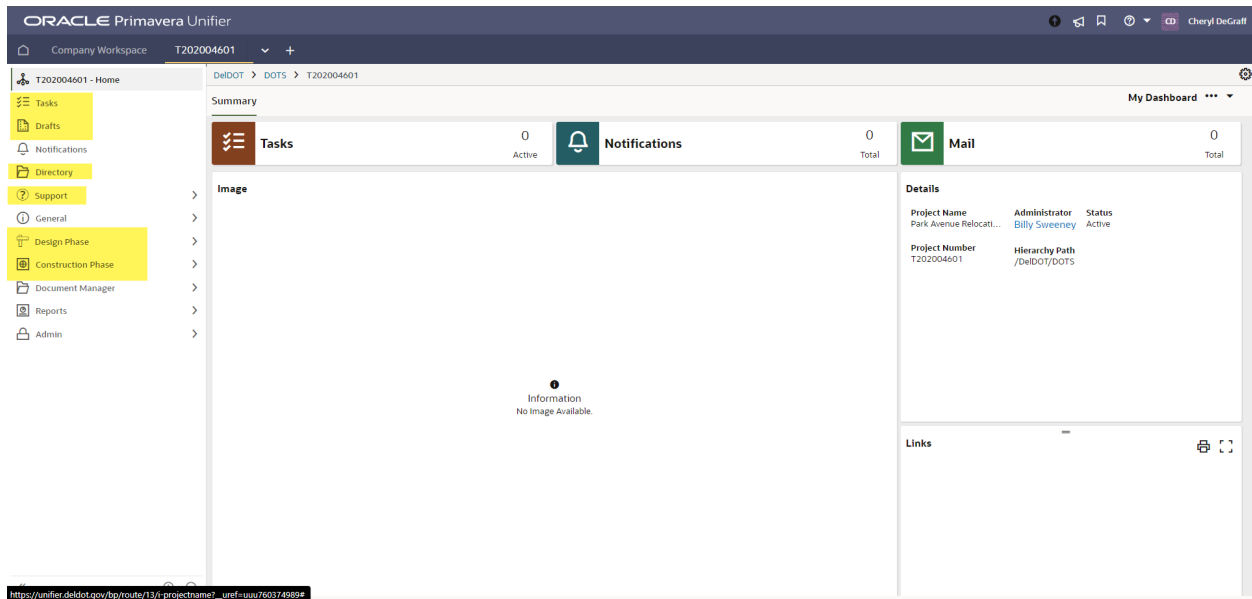 ORACLE Primavera Unifier
CD Cheryl DeGraff
Company Workspace T202004601
T202004601 - Home
Tasks
Drafts
Notifications
Directory
Support
General
Design Phase
Construction Phase
Document Manager
Reports
Admin
DelDOT > DOTS > T202004601
Summary
My Dashboard
Tasks
0
Active
Notifications
0
Total
Mail
0
Total
Image
Information
No Image Available.
Details
Project Name Administrator Status
Park Avenue Relocati... Billy Sweeney Active
Project Number Hierarchy Path
T202004601 /DelDOT/DOTS
Links
https://unifier.deldot.gov/bp/route/13/i-projectname?_uref=uuu760374989#